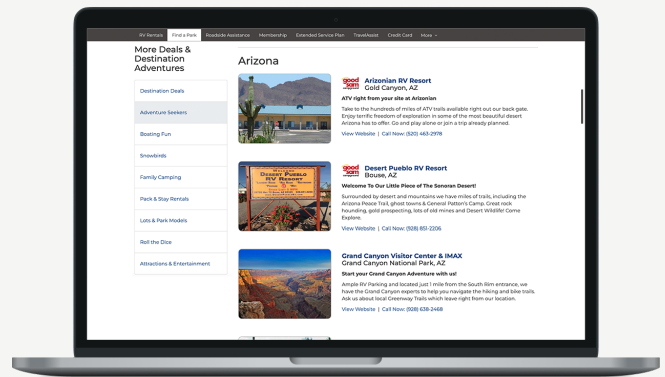 RV Rentals Find a Park Roadside Assistance Membership Extended Service Plan TravelAssist Credit Card More
More Deals &
Destination
Adventures
Destination Deals
Adventure Seekers
Boating Fun
Snowbirds
Family Camping
Pack & Stay Rentals
Lots & Park Models
Roll the Dice
Attractions & Entertainment
Arizona
good sam
Arizonian RV Resort
Gold Canyon, AZ
ATV right from your site at Arizonian
Take to the hundreds of miles of ATV trails available right out our back gate.
Enjoy terrific freedom of exploration in some of the most beautiful desert
Arizona has to offer. Go and play alone or join a trip already planned.
View Website | Call Now: (520) 463-2978
WELCOME
DESERT PUEBLO
RV RESORT
good sam
Desert Pueblo RV Resort
Bouse, AZ
Welcome To Our Little Piece of The Sonoran Desert!
Surrounded by desert and mountains we have miles of trails, including the
Arizona Peace Trail, ghost towns & General Patton's Camp. Great rock
hounding, gold prospecting, lots of old mines and Desert Wildlife! Come
Explore.
View Website | Call Now: (928) 851-2206
Grand Canyon Visitor Center & IMAX
Grand Canyon National Park, AZ
Start your Grand Canyon Adventure with us!
Ample RV Parking and located just 1 mile from the South Rim entrance, we
have the Grand Canyon experts to help you navigate the hiking and bike trails.
Ask us about local Greenway Trails which leave right from our location.
View Website | Call Now: (928) 638-2468